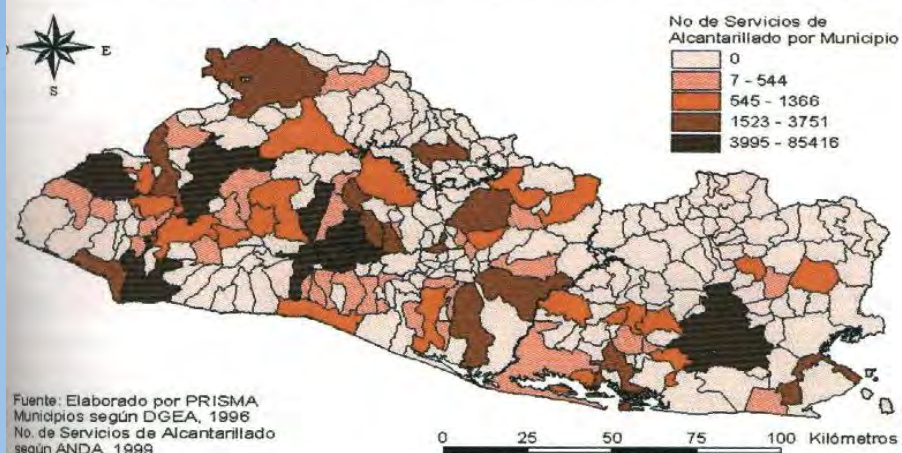 E
S
No de Servicios de
Alcantarillado por Municipio
0
7 - 544
545 - 1366
1523 - 3751
3995 - 85416
Fuente: Elaborado por PRISMA
Municipios según DGEA, 1996
No. de Servicios de Alcantarillado
según ANDA, 1999
0 25 50 75 100 Kilómetros